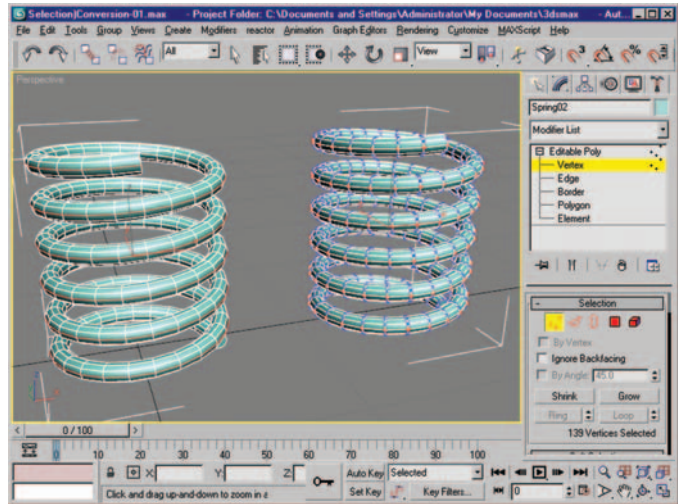 Selection)Conversion-01.max - Project Folder: C:\Documents and Settings\Administrator\My Documents\3dsmax - Aut...
File Edit Tools Group Views Create Modifiers reactor Animation Graph Editors Rendering Customize MAXScript Help
All View
Perspective
Spring02
Modifier List
Editable Poly
Vertex
Edge
Border
Polygon
Element
Selection
By Vertex
Ignore Backfacing
By Angle: 45.0
Shrink Grow
Ring Loop
139 Vertices Selected
0 / 100
0 10 20 30 40 50 60 70 80 90 100
X: Y: Z: Auto Key Selected
Click and drag up-and-down to zoom in a Set Key Key Filters... 0